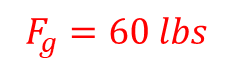 F_g = 60 lbs